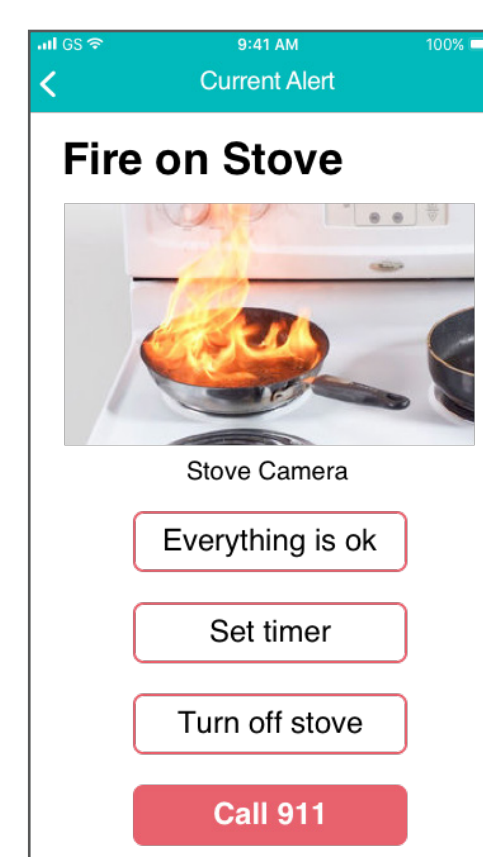 GS 9:41 AM 100%
Current Alert
Fire on Stove
Stove Camera
Everything is ok
Set timer
Turn off stove
Call 911